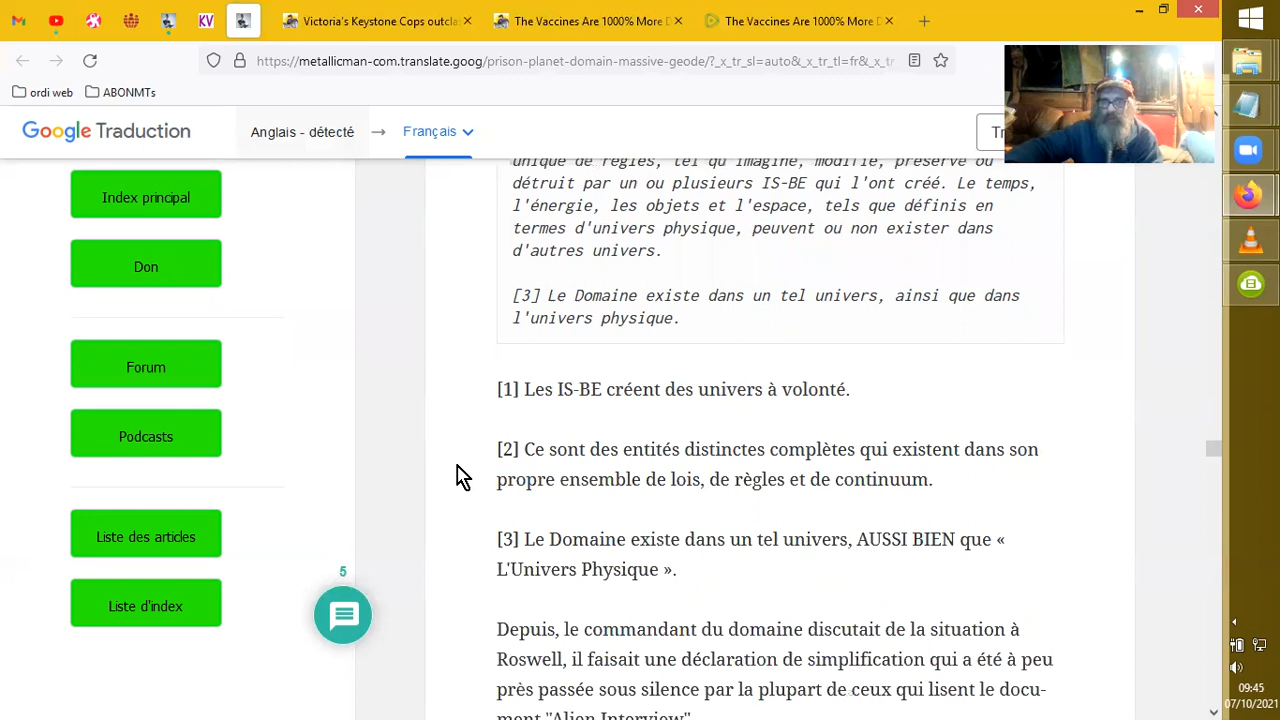 Victoria's Keystone Cops outcla
The Vaccines Are 1000% More D
The Vaccines Are 1000% More D
KV
https://metallicman-com.translate.goog/prison-planet-domain-massive-geode/?_x_tr_sl=auto&_x_tr_tl=fr&_x_tr
ordi web
ABONMTs
Google Traduction
Anglais - détecté
Français
Tr
Index principal
Don
Forum
Podcasts
Liste des articles
Liste d'index
5
unique de règles, tel qu'imaginé, modifié, préservé ou
détruit par un ou plusieurs IS-BE qui l'ont créé. Le temps,
l'énergie, les objets et l'espace, tels que définis en
termes d'univers physique, peuvent ou non exister dans
d'autres univers.
[3] Le Domaine existe dans un tel univers, ainsi que dans
l'univers physique.
[1] Les IS-BE créent des univers à volonté.
[2] Ce sont des entités distinctes complètes qui existent dans son
propre ensemble de lois, de règles et de continuum.
[3] Le Domaine existe dans un tel univers, AUSSI BIEN que «
L'Univers Physique ».
Depuis, le commandant du domaine discutait de la situation à
Roswell, il faisait une déclaration de simplification qui a été à peu
près passée sous silence par la plupart de ceux qui lisent le docu-
ment "Alien Interview".
09:45
07/10/2021